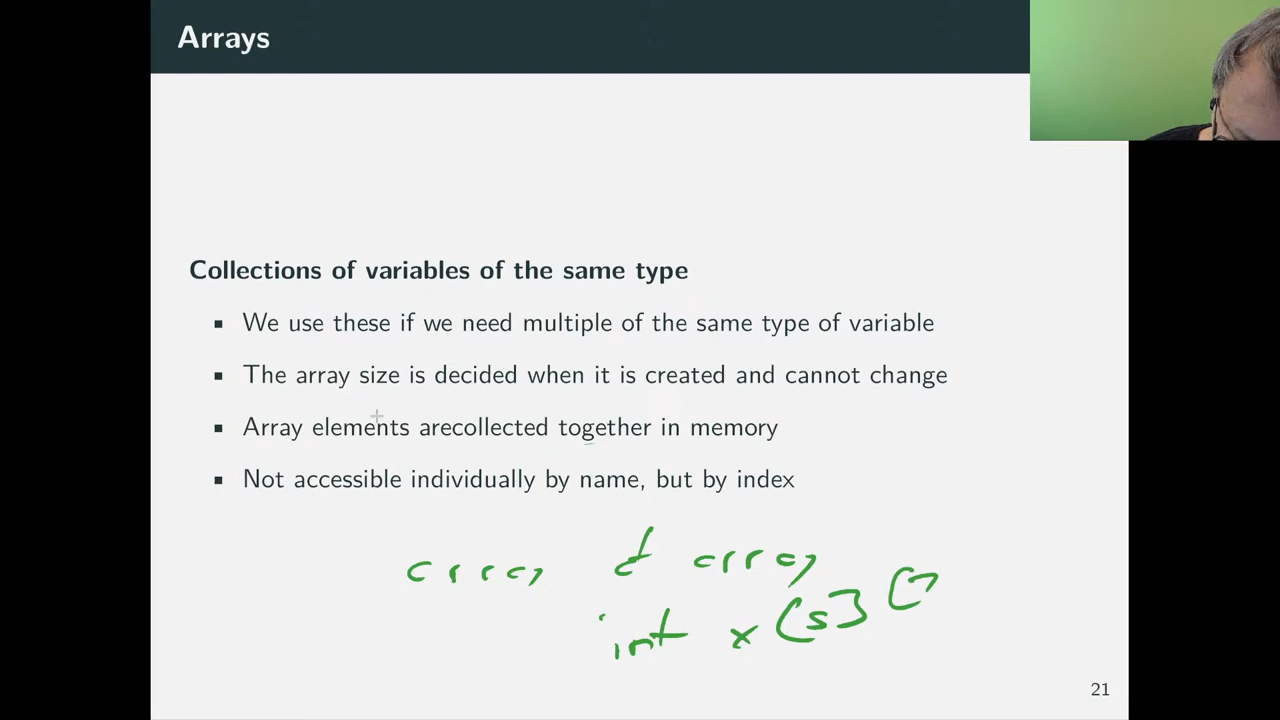 Arrays
Collections of variables of the same type
▪ We use these if we need multiple of the same type of variable
▪ The array size is decided when it is created and cannot change
▪ Array elements arecollected together in memory
▪ Not accessible individually by name, but by index
array of array
int x [5] [
21